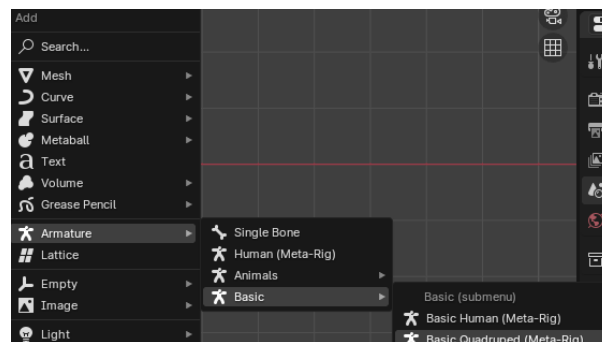 Add
Search...
Mesh
Curve
Surface
Metaball
Text
Volume
Grease Pencil
Armature
Lattice
Empty
Image
Light
Single Bone
Human (Meta-Rig)
Animals
Basic
Basic (submenu)
Basic Human (Meta-Rig)
Basic Quadruped (Meta-Rig)